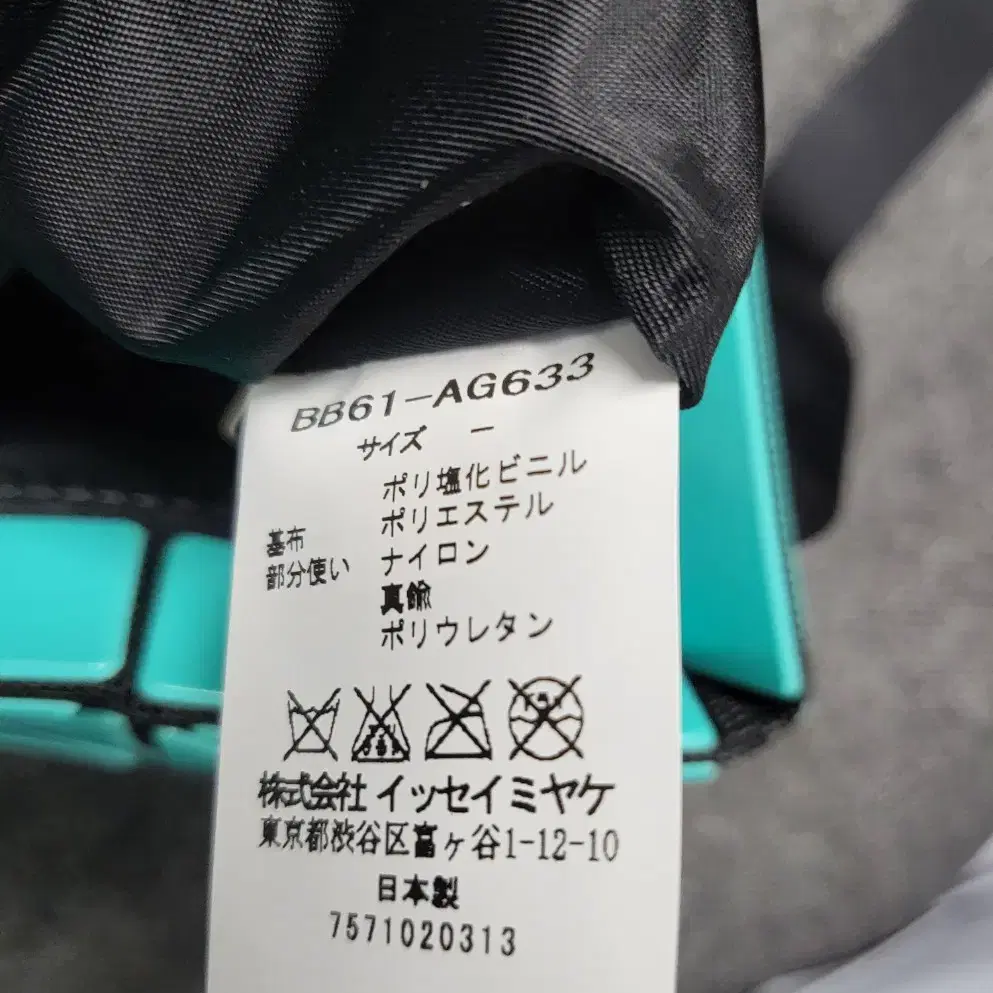 BB61-AG633
サイズ －
ポリ塩化ビニル
ポリエステル
基布 ナイロン
部分使い 真鍮
ポリウレタン
株式会社 イッセイミヤケ
東京都渋谷区富ヶ谷1-12-10
日本製
7571020313